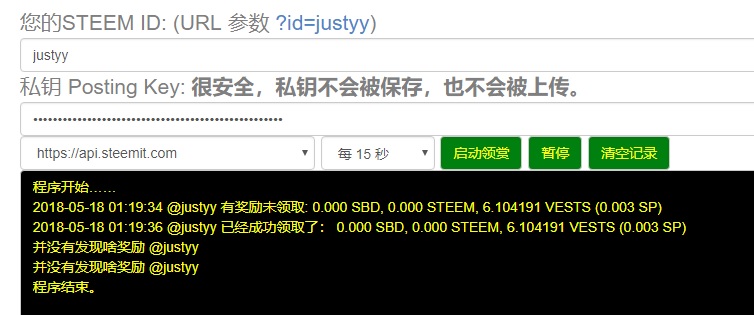 您的STEEM ID: (URL 参数 ?id=justyy)
justyy
私钥 Posting Key: 很安全，私钥不会被保存，也不会被上传。
https://api.steemit.com 每 15 秒 启动领赏 暂停 清空记录
程序开始……
2018-05-18 01:19:34 @justyy 有奖励未领取: 0.000 SBD, 0.000 STEEM, 6.104191 VESTS (0.003 SP)
2018-05-18 01:19:36 @justyy 已经成功领取了： 0.000 SBD, 0.000 STEEM, 6.104191 VESTS (0.003 SP)
并没有发现啥奖励 @justyy
并没有发现啥奖励 @justyy
程序结束。